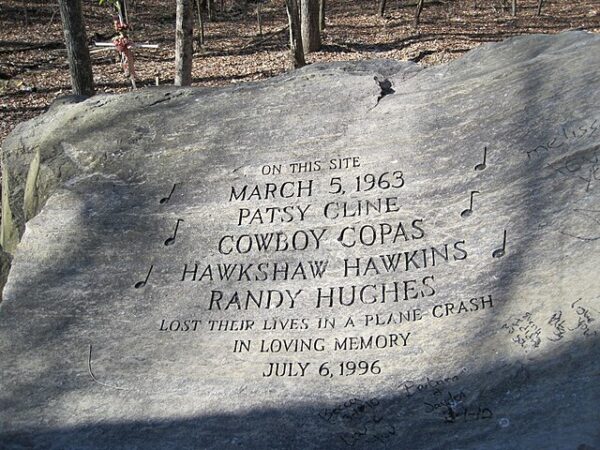 ON THIS SITE
MARCH 5, 1963
PATSY CLINE
COWBOY COPAS
HAWKSHAW HAWKINS
RANDY HUGHES
LOST THEIR LIVES IN A PLANE CRASH
IN LOVING MEMORY
JULY 6, 1996